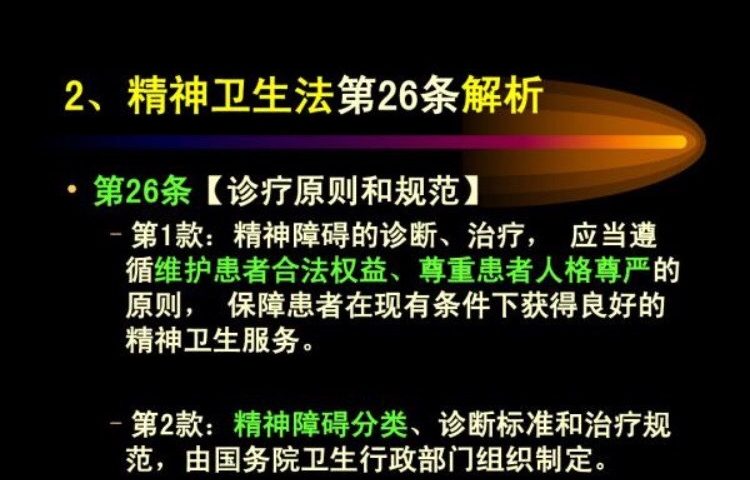 2、精神卫生法第26条解析
• 第26条【诊疗原则和规范】
– 第1款：精神障碍的诊断、治疗， 应当遵
循维护患者合法权益、尊重患者人格尊严的
原则， 保障患者在现有条件下获得良好的
精神卫生服务。
– 第2款：精神障碍分类、诊断标准和治疗规
范，由国务院卫生行政部门组织制定。